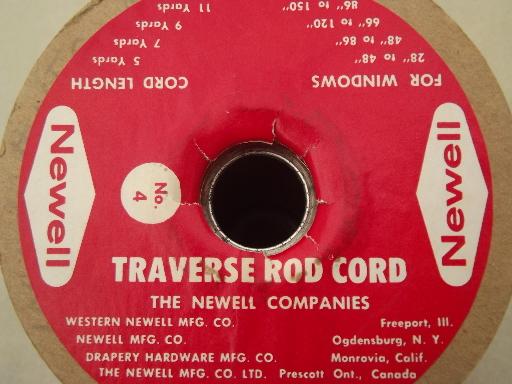 FOR WINDOWS CORD LENGTH
28" to 48" 5 Yards
48" to 86" 7 Yards
66" to 120" 9 Yards
86" to 150" 11 Yards
Newell
Newell
No. 4
TRAVERSE ROD CORD
THE NEWELL COMPANIES
WESTERN NEWELL MFG. CO. Freeport, Ill.
NEWELL MFG. CO. Ogdensburg, N. Y.
DRAPERY HARDWARE MFG. CO. Monrovia, Calif.
THE NEWELL MFG. CO. LTD. Prescott Ont., Canada